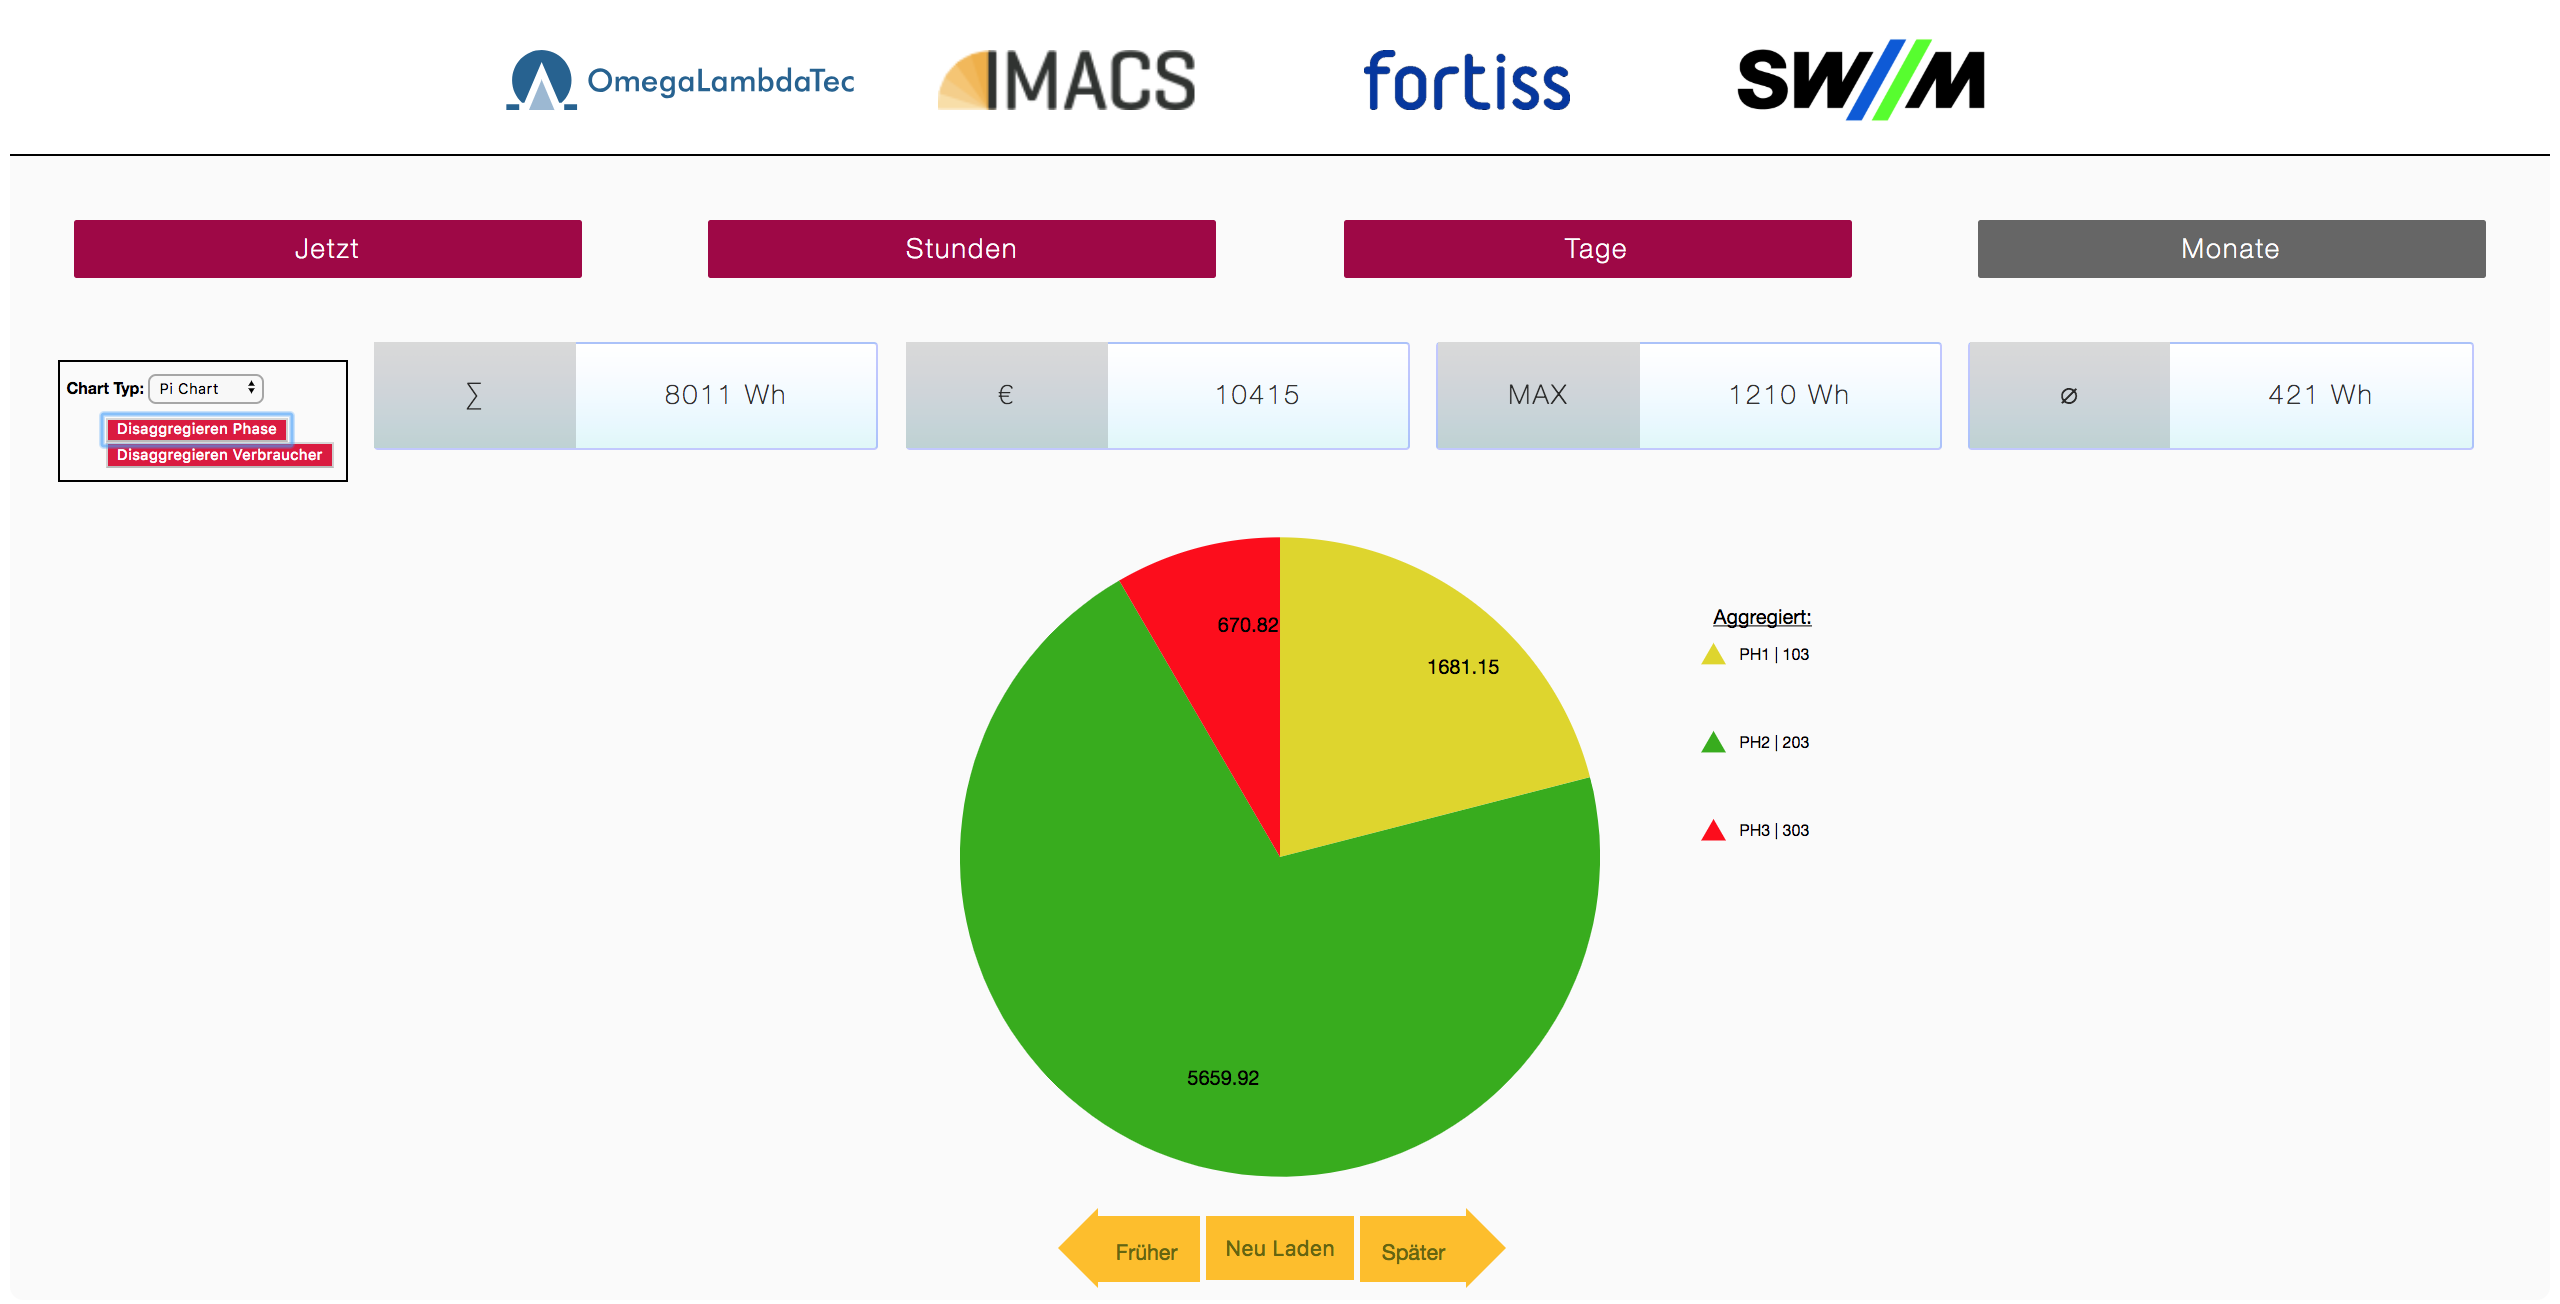 OmegaLambdaTec
IMACS
fortiss
SW//M
Jetzt
Stunden
Tage
Monate
Chart Typ: Pi Chart
Disaggregieren Phase
Disaggregieren Verbraucher
∑ 8011 Wh
€ 10415
MAX 1210 Wh
⌀ 421 Wh
670.82
1681.15
5659.92
Aggregiert:
PH1 | 103
PH2 | 203
PH3 | 303
Früher
Neu Laden
Später